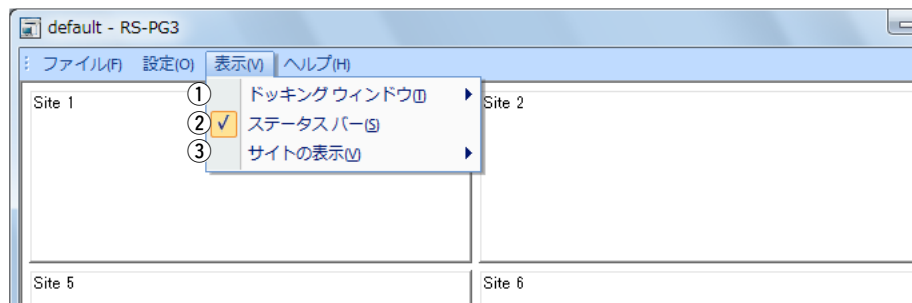 default - RS-PG3
ファイル(F) 設定(O) 表示(V) ヘルプ(H)
Site 1
Site 2
① ドッキング ウィンドウ(T)
② ✓ ステータス バー(S)
③ サイトの表示(V)
Site 5
Site 6